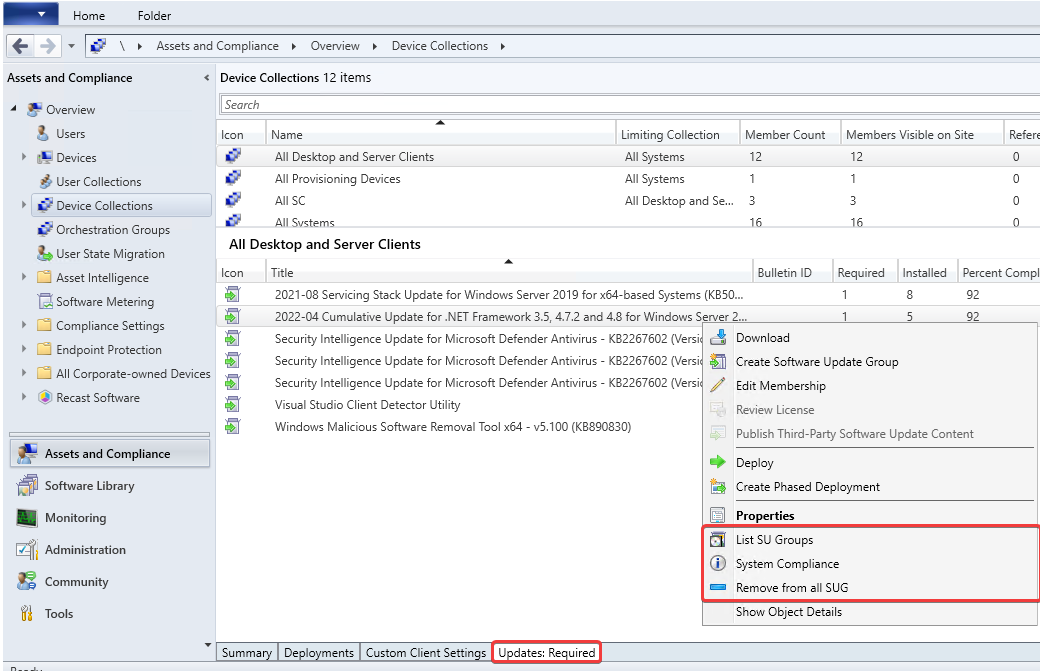 Home Folder
\ Assets and Compliance Overview Device Collections
Assets and Compliance
Overview
Users
Devices
User Collections
Device Collections
Orchestration Groups
User State Migration
Asset Intelligence
Software Metering
Compliance Settings
Endpoint Protection
All Corporate-owned Devices
Recast Software
Assets and Compliance
Software Library
Monitoring
Administration
Community
Tools
Ready
Device Collections 12 items
Search
Icon Name Limiting Collection Member Count Members Visible on Site Refere
All Desktop and Server Clients All Systems 12 12 0
All Provisioning Devices All Systems 1 1 0
All SC All Desktop and Se... 3 3 0
All Systems 16 16 0
All Desktop and Server Clients
Icon Title Bulletin ID Required Installed Percent Compl
2021-08 Servicing Stack Update for Windows Server 2019 for x64-based Systems (KB50... 1 8 92
2022-04 Cumulative Update for .NET Framework 3.5, 4.7.2 and 4.8 for Windows Server 2... 1 5 92
Security Intelligence Update for Microsoft Defender Antivirus - KB2267602 (Versic
Security Intelligence Update for Microsoft Defender Antivirus - KB2267602 (Versic
Security Intelligence Update for Microsoft Defender Antivirus - KB2267602 (Versic
Visual Studio Client Detector Utility
Windows Malicious Software Removal Tool x64 - v5.100 (KB890830)
Download
Create Software Update Group
Edit Membership
Review License
Publish Third-Party Software Update Content
Deploy
Create Phased Deployment
Properties
List SU Groups
System Compliance
Remove from all SUG
Show Object Details
Summary Deployments Custom Client Settings Updates: Required